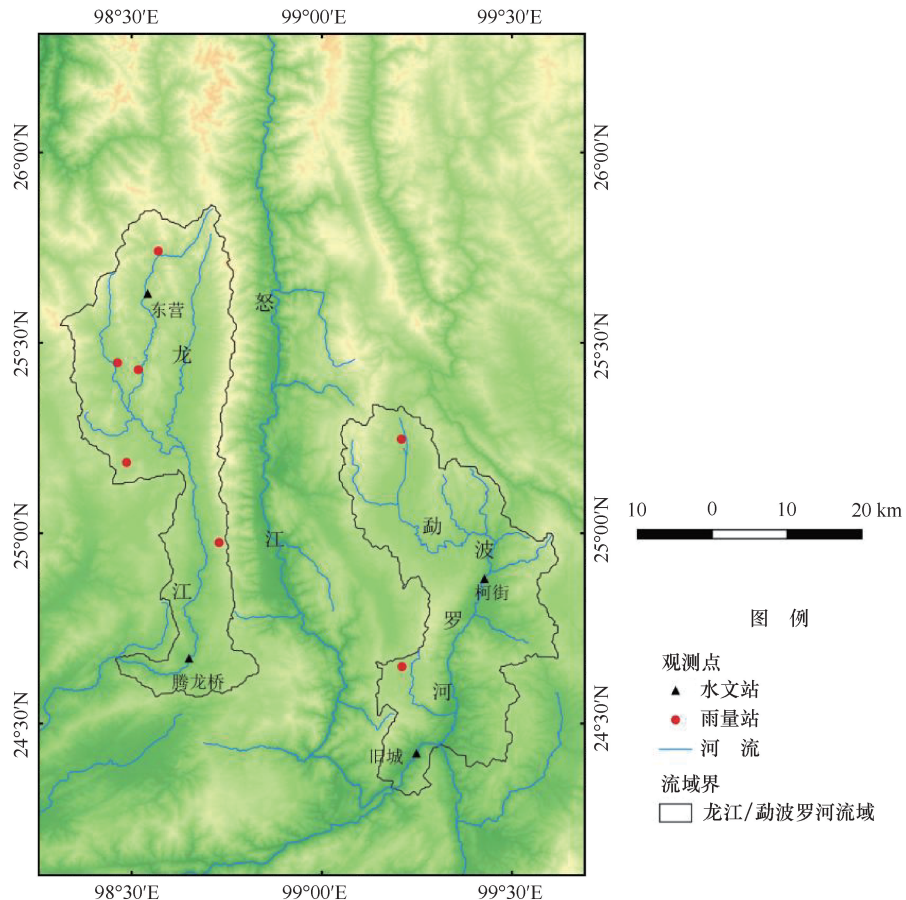 98°30′E 99°00′E 99°30′E
26°00′N
26°00′N
东营
怒
龙
25°30′N
25°30′N
勐
25°00′N
25°00′N
江
波
江
柯街
罗
腾龙桥
河
24°30′N
24°30′N
旧城
98°30′E 99°00′E 99°30′E
10 0 10 20 km
图 例
观测点
水文站
雨量站
河 流
流域界
龙江/勐波罗河流域